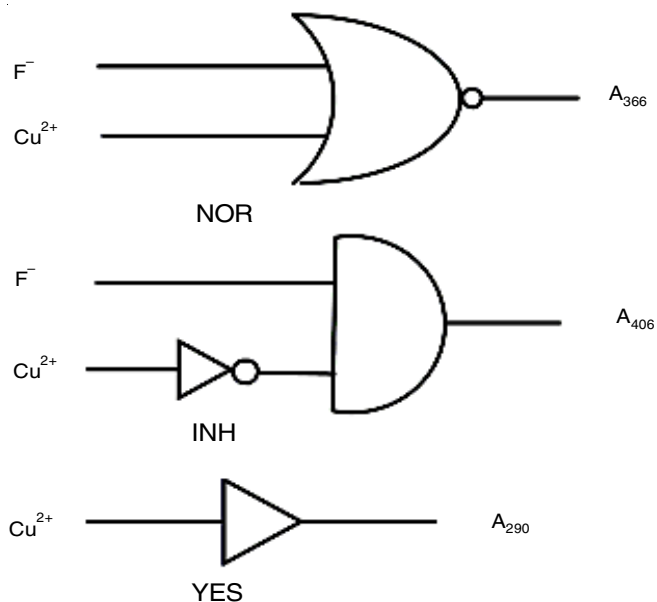 F⁻
A₃₆₆
Cu²⁺
NOR
F⁻
A₄₀₆
Cu²⁺
INH
Cu²⁺
A₂₉₀
YES